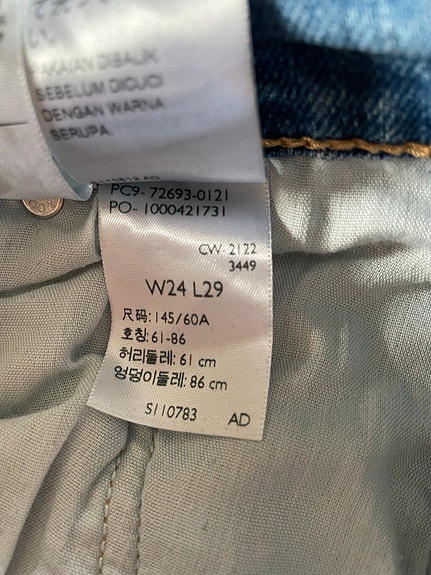 い。
AKAIAN DIBALIK
SEBELUM DICUCI
DENGAN WARNA
SERUPA.
PC9- 72693-0121
PO- 1000421731
CW- 2122
3449
W24 L29
尺码:145/60A
호칭:61-86
허리둘레: 61 cm
엉덩이둘레: 86 cm
S110783 AD